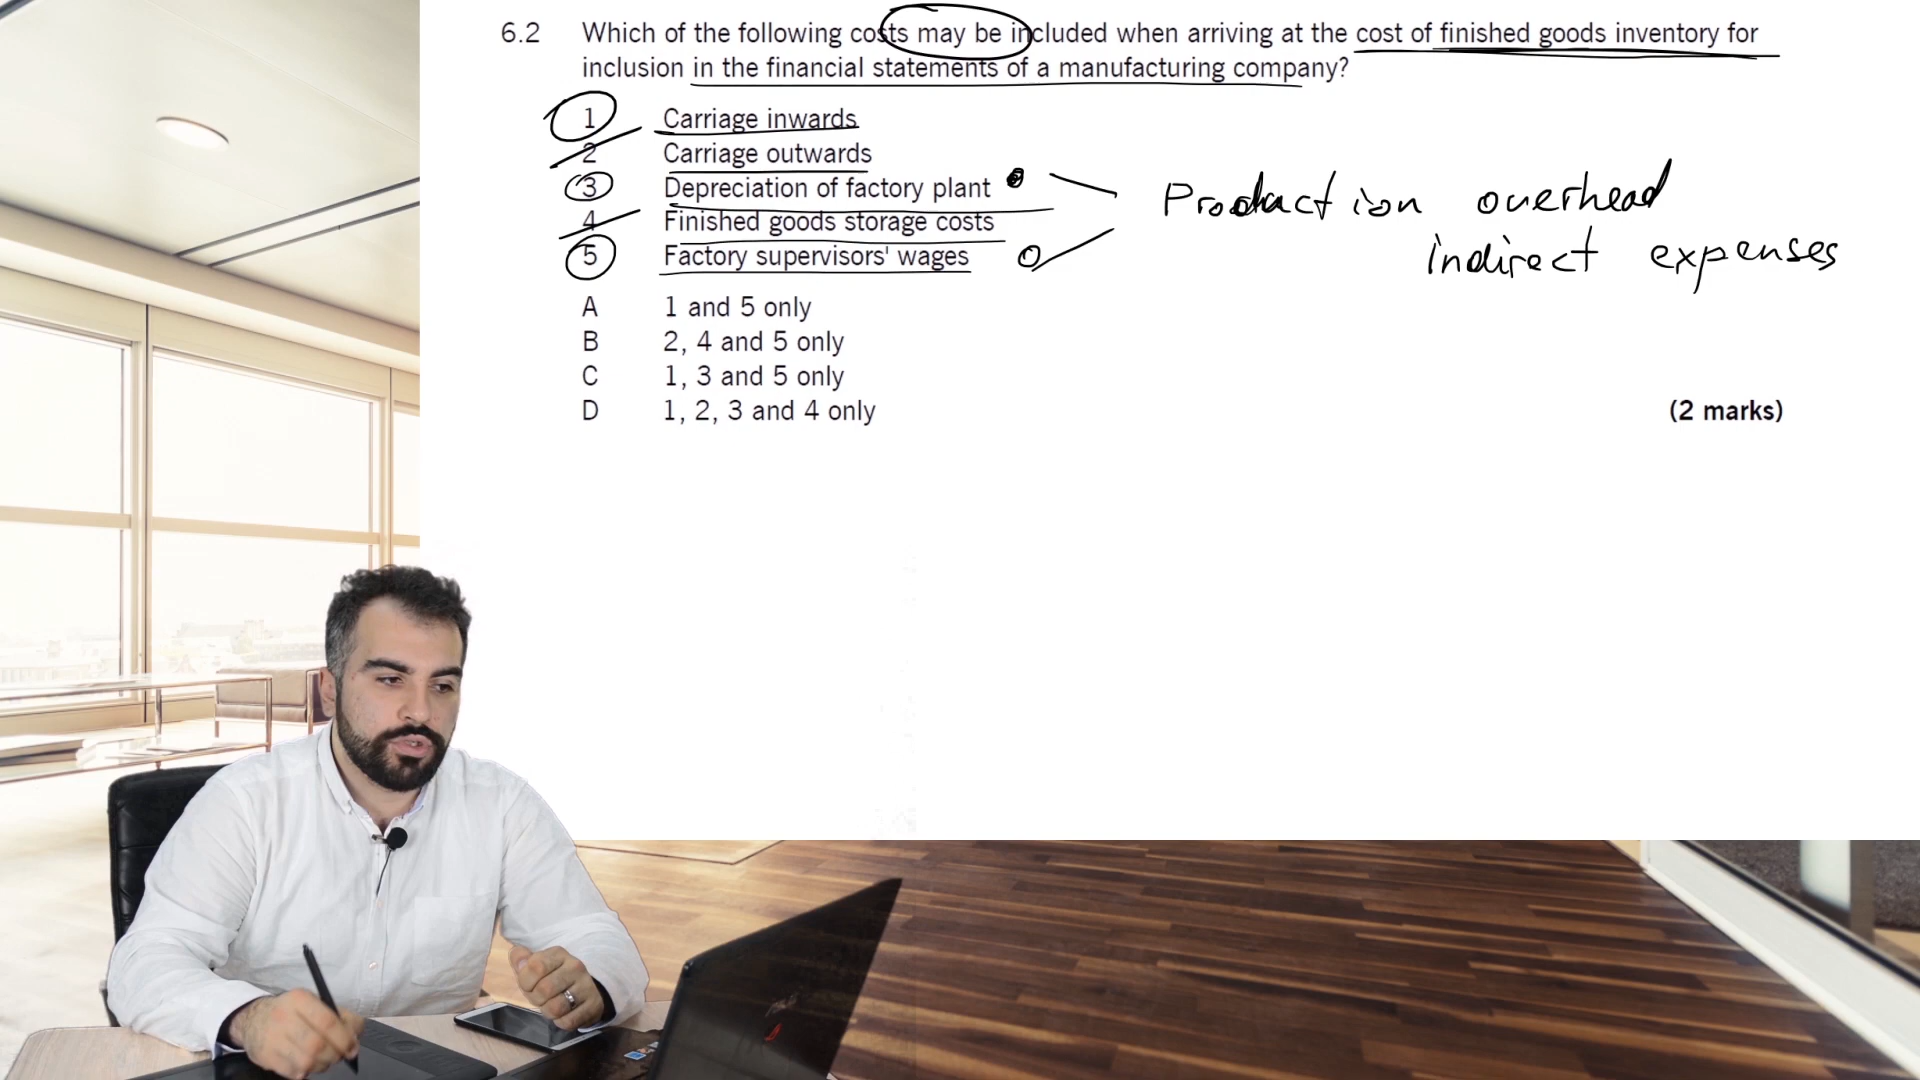 6.2 Which of the following costs may be included when arriving at the cost of finished goods inventory for
inclusion in the financial statements of a manufacturing company?
1 Carriage inwards
2 Carriage outwards
3 Depreciation of factory plant
4 Finished goods storage costs
5 Factory supervisors' wages
Production overhead
indirect expenses
A 1 and 5 only
B 2, 4 and 5 only
C 1, 3 and 5 only
D 1, 2, 3 and 4 only
(2 marks)